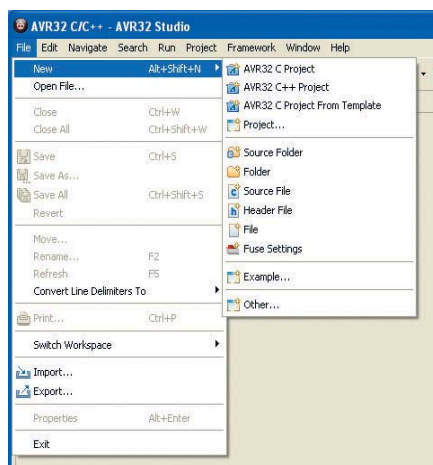 AVR32 C/C++ - AVR32 Studio
File Edit Navigate Search Run Project Framework Window Help
New Alt+Shift+N
Open File...
Close Ctrl+W
Close All Ctrl+Shift+W
Save Ctrl+S
Save As...
Save All Ctrl+Shift+S
Revert
Move...
Rename... F2
Refresh F5
Convert Line Delimiters To
Print... Ctrl+P
Switch Workspace
Import...
Export...
Properties Alt+Enter
Exit
AVR32 C Project
AVR32 C++ Project
AVR32 C Project From Template
Project...
Source Folder
Folder
Source File
Header File
File
Fuse Settings
Example...
Other...